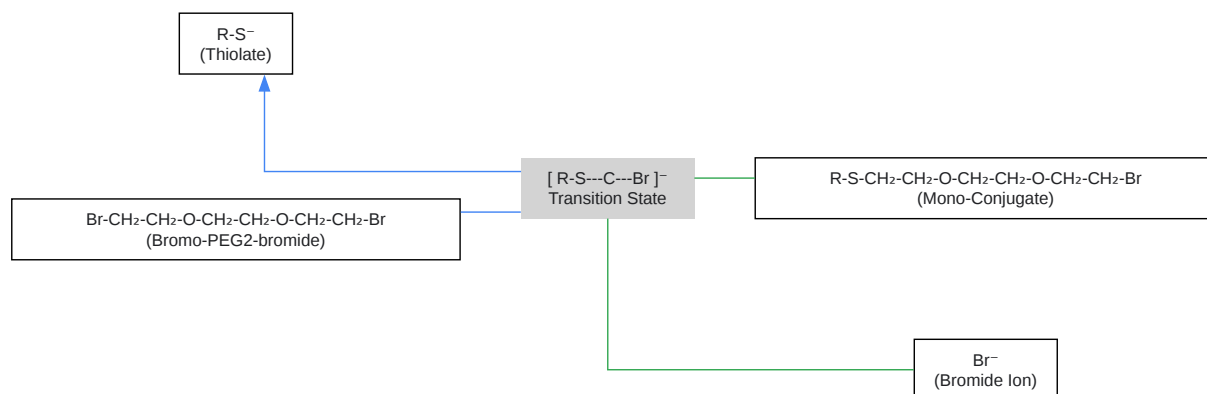 R-S⁻
(Thiolate)
[ R-S---C---Br ]⁻
Transition State
R-S-CH₂-CH₂-O-CH₂-CH₂-O-CH₂-CH₂-Br
(Mono-Conjugate)
Br-CH₂-CH₂-O-CH₂-CH₂-O-CH₂-CH₂-Br
(Bromo-PEG2-bromide)
Br⁻
(Bromide Ion)